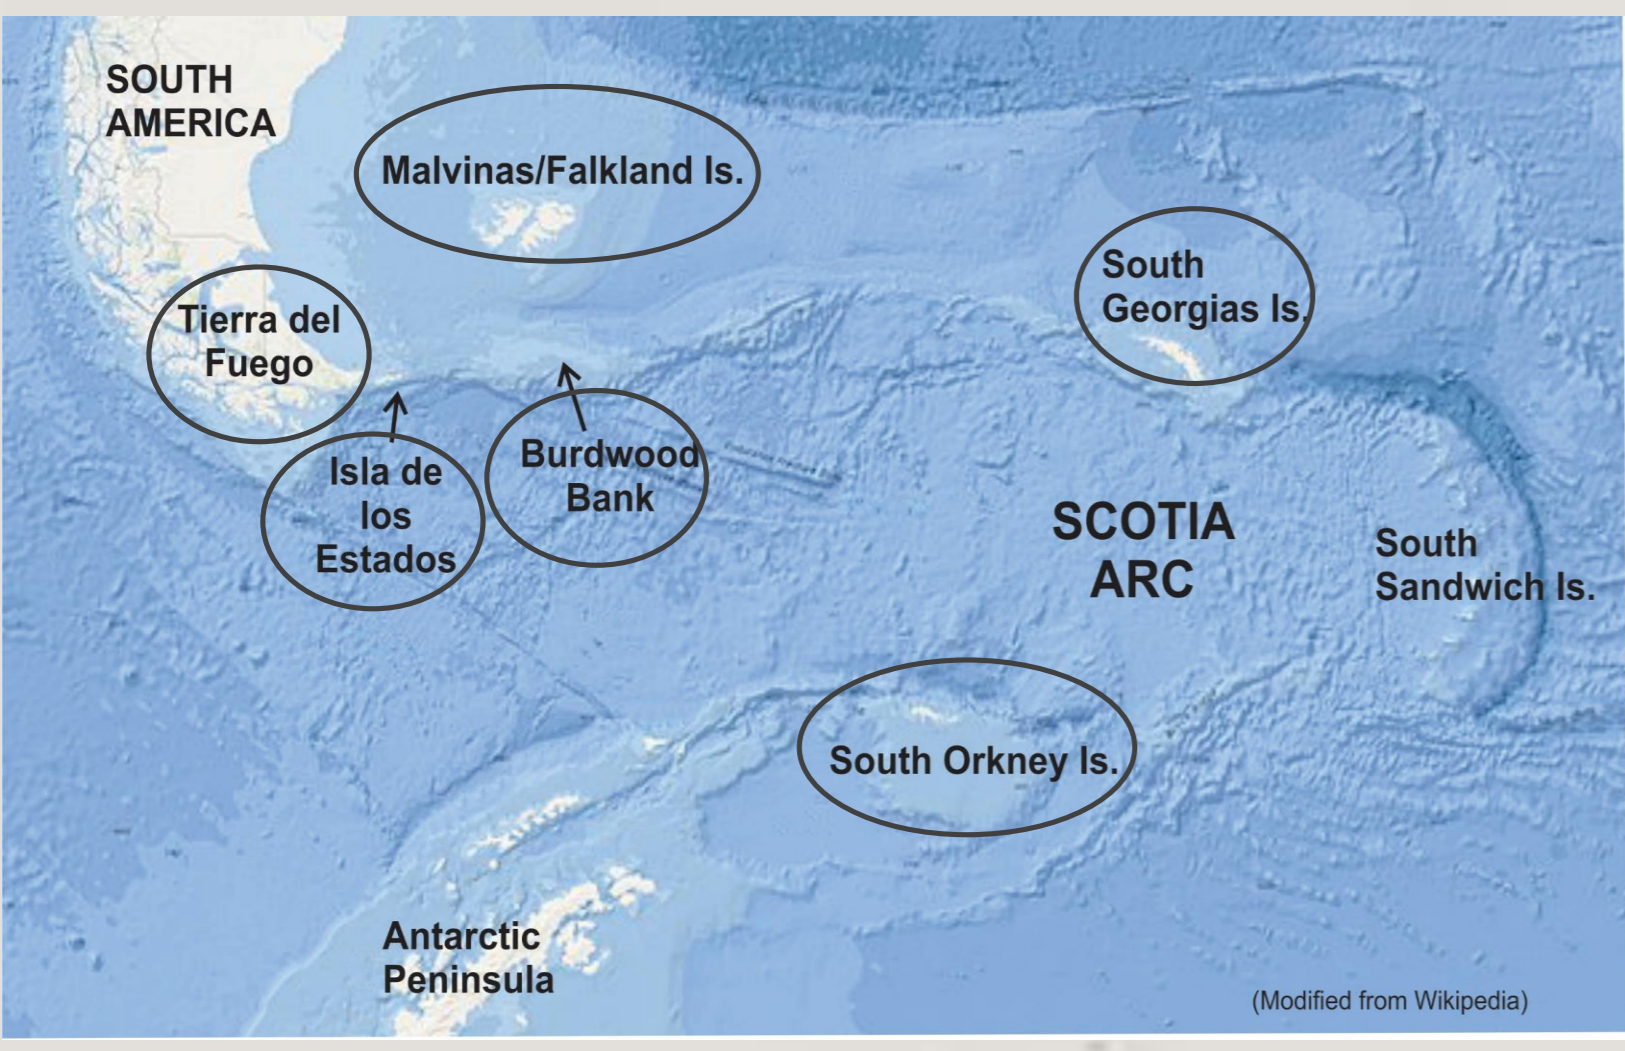 SOUTH
AMERICA
Malvinas/Falkland Is.
South
Georgias Is.
Tierra del
Fuego
Isla de
los
Estados
Burdwood
Bank
SCOTIA
ARC
South
Sandwich Is.
South Orkney Is.
Antarctic
Peninsula
(Modified from Wikipedia)